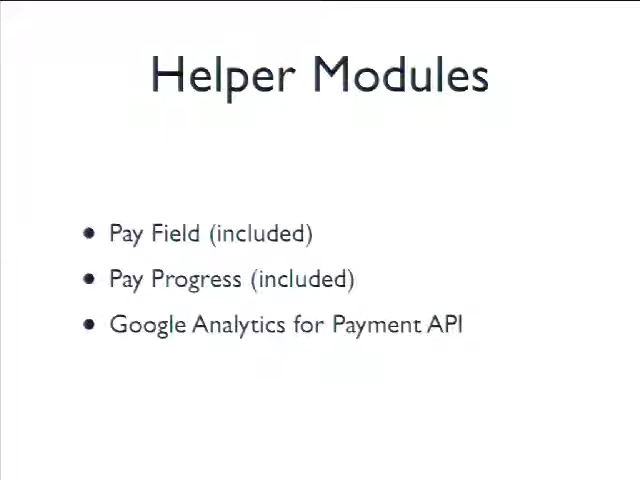 Helper Modules
• Pay Field (included)
• Pay Progress (included)
• Google Analytics for Payment API